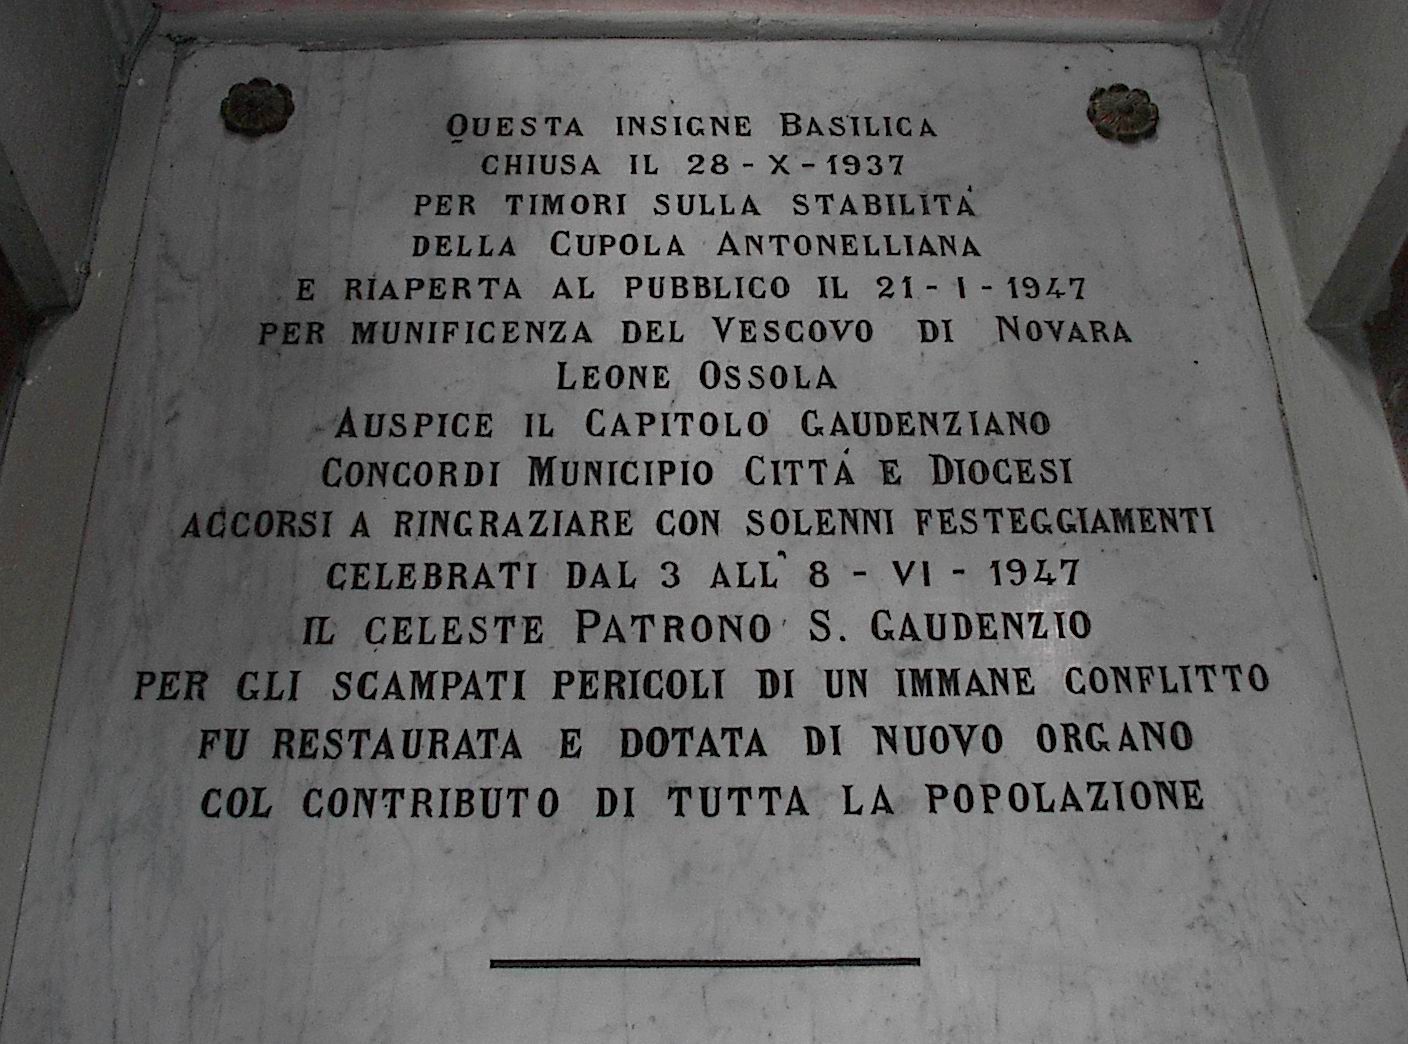 QUESTA INSIGNE BASILICA
CHIUSA IL 28-X-1937
PER TIMORI SULLA STABILITÀ
DELLA CUPOLA ANTONELLIANA
E RIAPERTA AL PUBBLICO IL 21-I-1947
PER MUNIFICENZA DEL VESCOVO DI NOVARA
LEONE OSSOLA
AUSPICE IL CAPITOLO GAUDENZIANO
CONCORDI MUNICIPIO CITTÁ E DIOCESI
ACCORSI A RINGRAZIARE CON SOLENNI FESTEGGIAMENTI
CELEBRATI DAL 3 ALL' 8-VI-1947
IL CELESTE PATRONO S. GAUDENZIO
PER GLI SCAMPATI PERICOLI DI UN IMMANE CONFLITTO
FU RESTAURATA E DOTATA DI NUOVO ORGANO
COL CONTRIBUTO DI TUTTA LA POPOLAZIONE